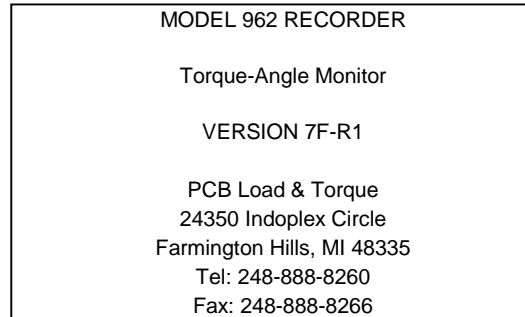 MODEL 962 RECORDER
Torque-Angle Monitor
VERSION 7F-R1
PCB Load & Torque
24350 Indoplex Circle
Farmington Hills, MI 48335
Tel: 248-888-8260
Fax: 248-888-8266